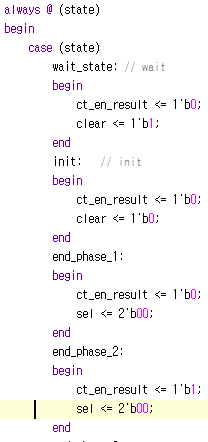 always @ (state)
begin
    case (state)
        wait_state: // wait
        begin
            ct_en_result <= 1'b0;
            clear <= 1'b1;
        end
        init:   // init
        begin
            ct_en_result <= 1'b0;
            clear <= 1'b0;
        end
        end_phase_1:
        begin
            ct_en_result <= 1'b0;
            sel <= 2'b00;
        end
        end_phase_2:
        begin
            ct_en_result <= 1'b1;
            sel <= 2'b00;
        end